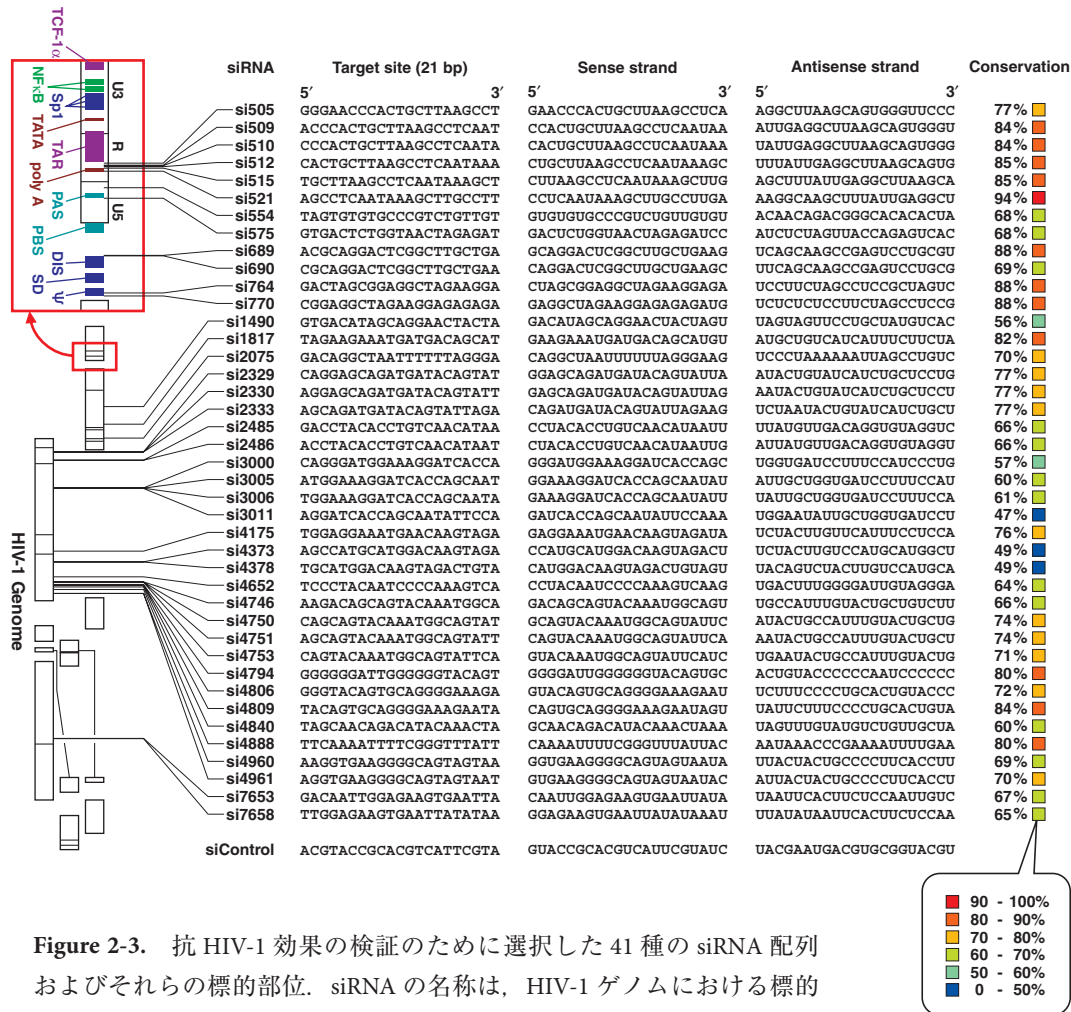 TCF-1α
NFκB
Sp1
TATA
TAR
poly A
PAS
PBS
DIS
SD
Ψ
U3
R
U5
HIV-1 Genome
siRNA Target site (21 bp) Sense strand Antisense strand Conservation
5′ 3′ 5′ 3′ 5′ 3′
si505 GGGAACCCACTGCTTAAGCCT GAACCCACUGCUUAAGCCUCA AGGCUUAAGCAGUGGGUUCCC 77%
si509 ACCCACTGCTTAAGCCTCAAT CCACUGCUUAAGCCUCAAUAA AUUGAGGCUUAAGCAGUGGGU 84%
si510 CCCACTGCTTAAGCCTCAATA CACUGCUUAAGCCUCAAUAAA UAUUGAGGCUUAAGCAGUGGG 84%
si512 CACTGCTTAAGCCTCAATAAA CUGCUUAAGCCUCAAUAAAGC UUUAUUGAGGCUUAAGCAGUG 85%
si515 TGCTTAAGCCTCAATAAAGCT CUUAAGCCUCAAUAAAGCUUG AGCUUUAUUGAGGCUUAAGCA 85%
si521 AGCCTCAATAAAGCTTGCCTT CCUCAAUAAAGCUUGCCUUGA AAGGCAAGCUUUAUUGAGGCU 94%
si554 TAGTGTGTGCCCGTCTGTTGT GUGUGUGCCCGUCUGUUGUGU ACAACAGACGGGCACACACUA 68%
si575 GTGACTCTGGTAACTAGAGAT GACUCUGGUAACUAGAGAUCC AUCUCUAGUUACCAGAGUCAC 68%
si689 ACGCAGGACTCGGCTTGCTGA GCAGGACUCGGCUUGCUGAAG UCAGCAAGCCGAGUCCUGCGU 88%
si690 CGCAGGACTCGGCTTGCTGAA CAGGACUCGGCUUGCUGAAGC UUCAGCAAGCCGAGUCCUGCG 69%
si764 GACTAGCGGAGGCTAGAAGGA CUAGCGGAGGCUAGAAGGAGA UCCUUCUAGCCUCCGCUAGUC 88%
si770 CGGAGGCTAGAAGGAGAGAGA GAGGCUAGAAGGAGAGAGAUG UCUCUCUCCUUCUAGCCUCCG 88%
si1490 GTGACATAGCAGGAACTACTA GACAUAGCAGGAACUACUAGU UAGUAGUUCCUGCUAUGUCAC 56%
si1817 TAGAAGAAATGATGACAGCAT GAAGAAAUGAUGACAGCAUGU AUGCUGUCAUCAUUUCUUCUA 82%
si2075 GACAGGCTAATTTTTTAGGGA CAGGCUAAUUUUUUAGGGAAG UCCCUAAAAAAUUAGCCUGUC 70%
si2329 CAGGAGCAGATGATACAGTAT GGAGCAGAUGAUACAGUAUUA AUACUGUAUCAUCUGCUCCUG 77%
si2330 AGGAGCAGATGATACAGTATT GAGCAGAUGAUACAGUAUUAG AAUACUGUAUCAUCUGCUCCU 77%
si2333 AGCAGATGATACAGTATTAGA CAGAUGAUACAGUAUUAGAAG UCUAAUACUGUAUCAUCUGCU 77%
si2485 GACCTACACCTGTCAACATAA CCUACACCUGUCAACAUAAUU UUAUGUUGACAGGUGUAGGUC 66%
si2486 ACCTACACCTGTCAACATAAT CUACACCUGUCAACAUAAUUG AUUAUGUUGACAGGUGUAGGU 66%
si3000 CAGGGATGGAAAGGATCACCA GGGAUGGAAAGGAUCACCAGC UGGUGAUCCUUUCCAUCCCUG 57%
si3005 ATGGAAAGGATCACCAGCAAT GGAAAGGAUCACCAGCAAUAU AUUGCUGGUGAUCCUUUCCAU 60%
si3006 TGGAAAGGATCACCAGCAATA GAAAGGAUCACCAGCAAUAUU UAUUGCUGGUGAUCCUUUCCA 61%
si3011 AGGATCACCAGCAATATTCCA GAUCACCAGCAAUAUUCCAAA UGGAAUAUUGCUGGUGAUCCU 47%
si4175 TGGAGGAAATGAACAAGTAGA GAGGAAAUGAACAAGUAGAUA UCUACUUGUUCAUUUCCUCCA 76%
si4373 AGCCATGCATGGACAAGTAGA CCAUGCAUGGACAAGUAGACU UCUACUUGUCCAUGCAUGGCU 49%
si4378 TGCATGGACAAGTAGACTGTA CAUGGACAAGUAGACUGUAGU UACAGUCUACUUGUCCAUGCA 49%
si4652 TCCCTACAATCCCCAAAGTCA CCUACAAUCCCCAAAGUCAAG UGACUUUGGGGAUUGUAGGGA 64%
si4746 AAGACAGCAGTACAAATGGCA GACAGCAGUACAAAUGGCAGU UGCCAUUUGUACUGCUGUCUU 66%
si4750 CAGCAGTACAAATGGCAGTAT GCAGUACAAAUGGCAGUAUUC AUACUGCCAUUUGUACUGCUG 74%
si4751 AGCAGTACAAATGGCAGTATT CAGUACAAAUGGCAGUAUUCA AAUACUGCCAUUUGUACUGCU 74%
si4753 CAGTACAAATGGCAGTATTCA GUACAAAUGGCAGUAUUCAUC UGAAUACUGCCAUUUGUACUG 71%
si4794 GGGGGGATTGGGGGGTACAGT GGGGAUUGGGGGGUACAGUGC ACUGUACCCCCCAAUCCCCCC 80%
si4806 GGGTACAGTGCAGGGGAAAGA GUACAGUGCAGGGGAAAGAAU UCUUUCCCCUGCACUGUACCC 72%
si4809 TACAGTGCAGGGGAAAGAATA CAGUGCAGGGGAAAGAAUAGU UAUUCUUUCCCCUGCACUGUA 84%
si4840 TAGCAACAGACATACAAACTA GCAACAGACAUACAAACUAAA UAGUUUGUAUGUCUGUUGCUA 60%
si4888 TTCAAAATTTTCGGGTTTATT CAAAAUUUUCGGGUUUAUUAC AAUAAACCCGAAAAUUUUGAA 80%
si4960 AAGGTGAAGGGGCAGTAGTAA GGUGAAGGGGCAGUAGUAAUA UUACUACUGCCCCUUCACCUU 69%
si4961 AGGTGAAGGGGCAGTAGTAAT GUGAAGGGGCAGUAGUAAUAC AUUACUACUGCCCCUUCACCU 70%
si7653 GACAATTGGAGAAGTGAATTA CAAUUGGAGAAGUGAAUUAUA UAAUUCACUUCUCCAAUUGUC 67%
si7658 TTGGAGAAGTGAATTATATAA GGAGAAGUGAAUUAUAUAAAU UUAUAUAAUUCACUUCUCCAA 65%
siControl ACGTACCGCACGTCATTCGTA GUACCGCACGUCAUUCGUAUC UACGAAUGACGUGCGGUACGU
90 - 100%
80 - 90%
70 - 80%
60 - 70%
50 - 60%
0 - 50%
Figure 2-3. 抗 HIV-1 効果の検証のために選択した 41 種の siRNA 配列
およびそれらの標的部位. siRNA の名称は, HIV-1 ゲノムにおける標的